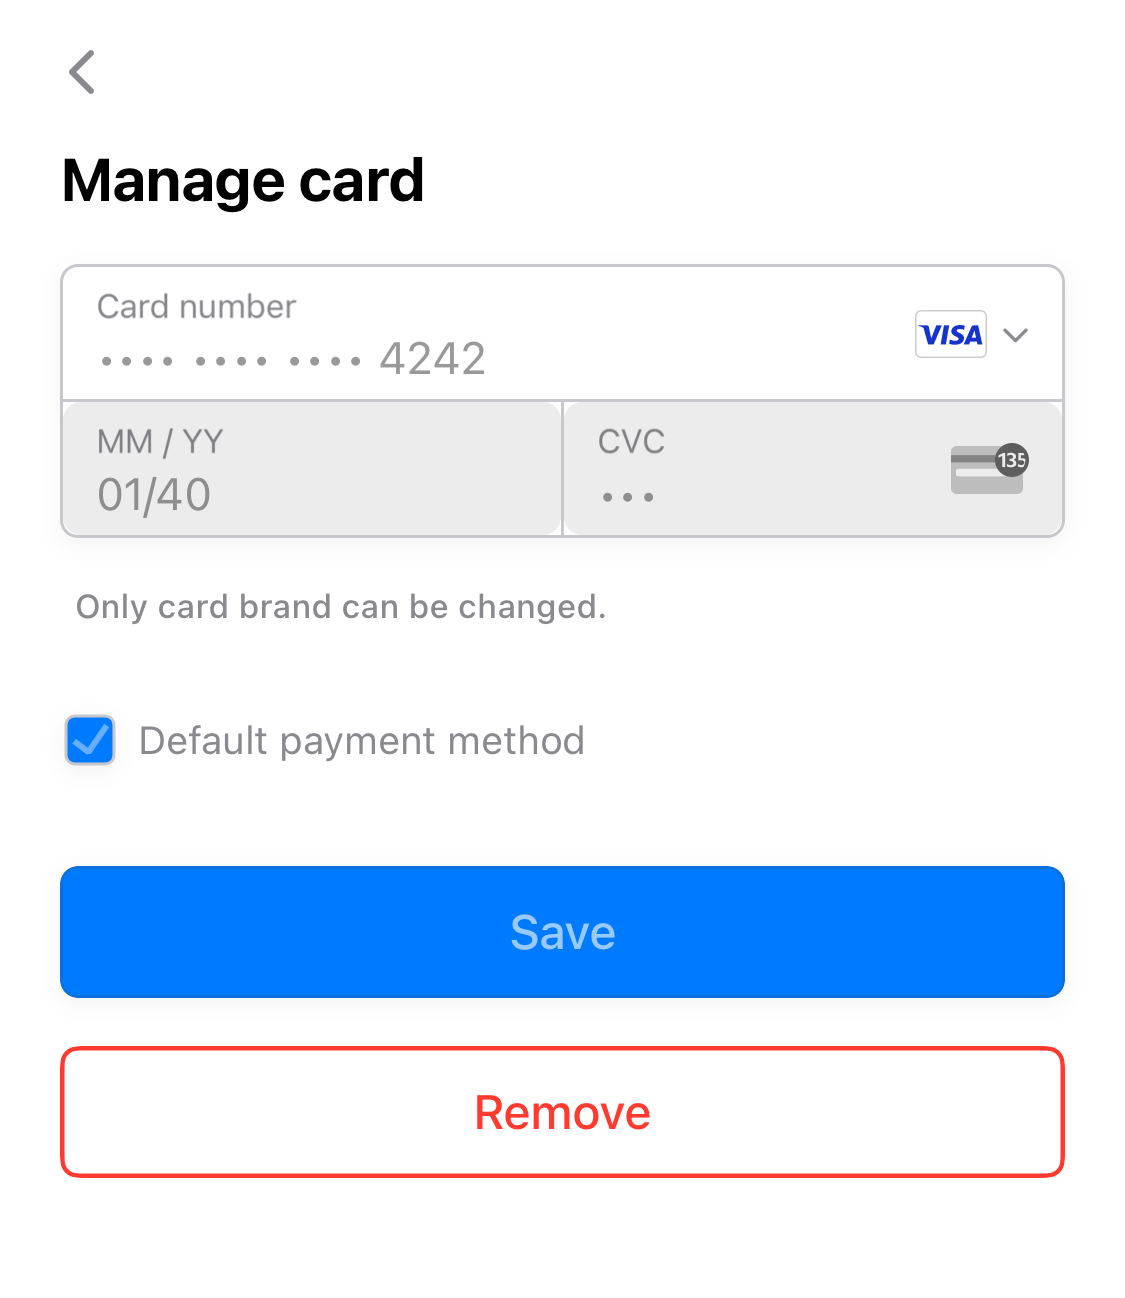 Manage card
Card number
•••• •••• •••• 4242
VISA
MM / YY
01/40
CVC
•••
135
Only card brand can be changed.
Default payment method
Save
Remove